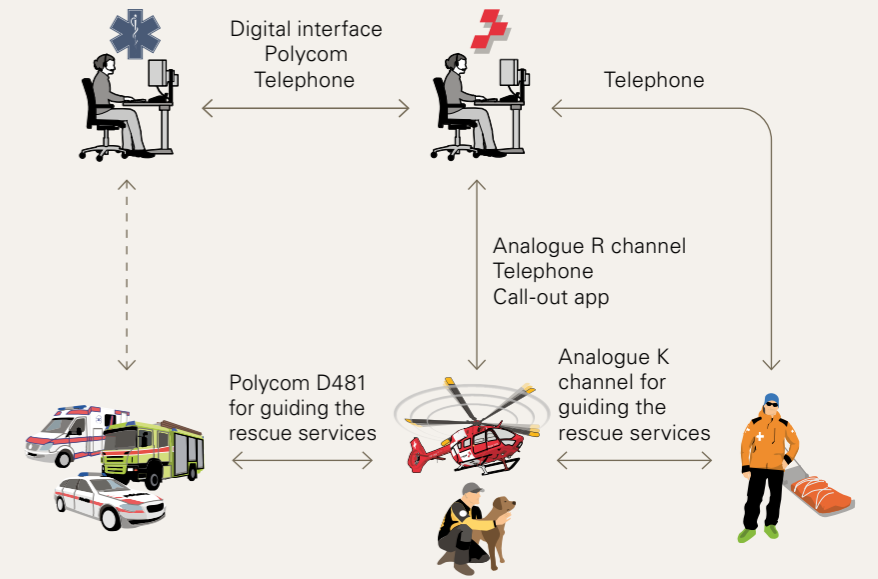 Digital interface
Polycom
Telephone
Telephone
Analogue R channel
Telephone
Call-out app
Polycom D481
for guiding the
rescue services
Analogue K
channel for
guiding the
rescue services